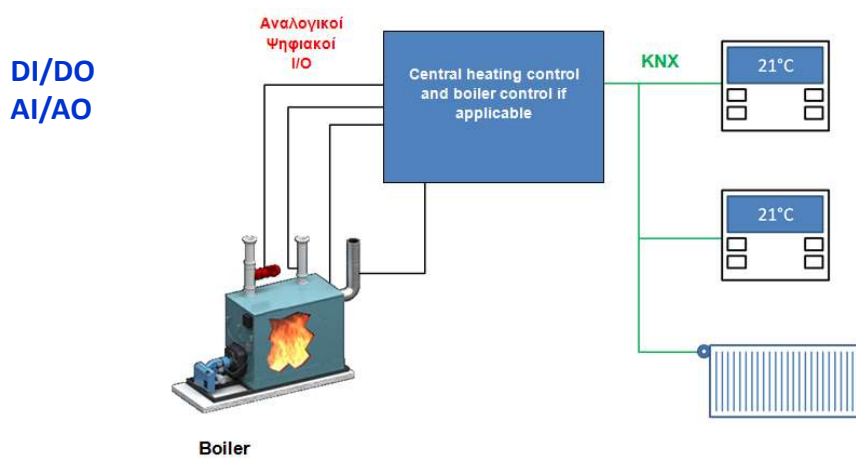 DI/DO
AI/AO
Αναλογικοί
Ψηφιακοί
I/O
Central heating control
and boiler control if
applicable
KNX
21°C
21°C
Boiler